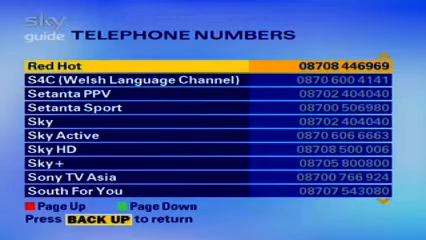 sky
guide TELEPHONE NUMBERS
Red Hot 08708 446969
S4C (Welsh Language Channel) 0870 600 4141
Setanta PPV 08702 404040
Setanta Sport 08700 506980
Sky 08702 404040
Sky Active 0870 606 6663
Sky HD 08708 500 006
Sky + 08705 800800
Sony TV Asia 08700 766 924
South For You 08707 543080
Page Up Page Down
Press BACK UP to return